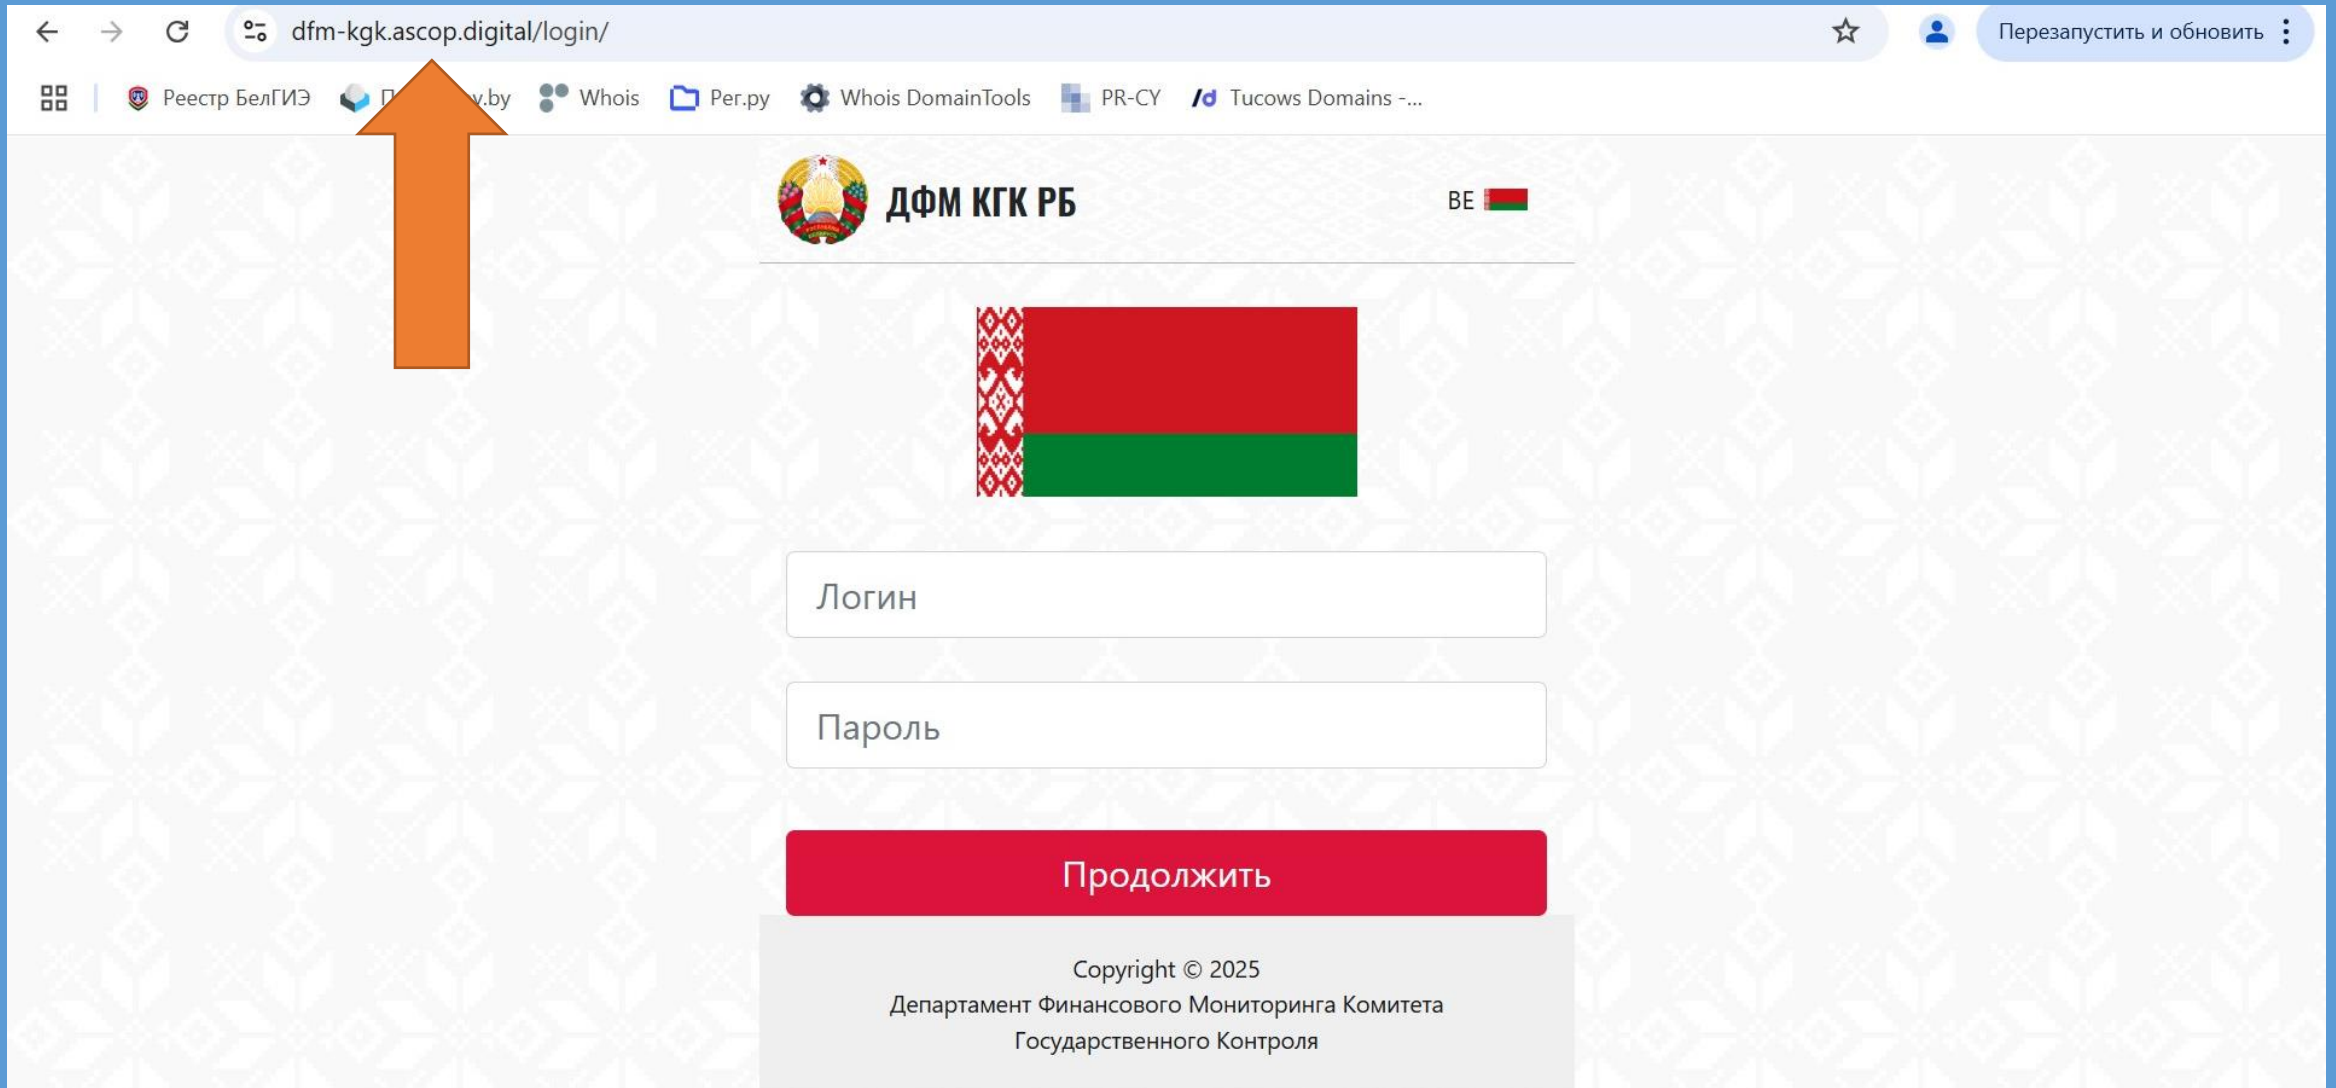 dfm-kgk.ascop.digital/login/
Перезапустить и обновить
Реестр БелГИЭ
v.by
Whois
Рег.ру
Whois DomainTools
PR-CY
Tucows Domains -...
ДФМ КГК РБ
BE
Логин
Пароль
Продолжить
Copyright © 2025
Департамент Финансового Мониторинга Комитета
Государственного Контроля